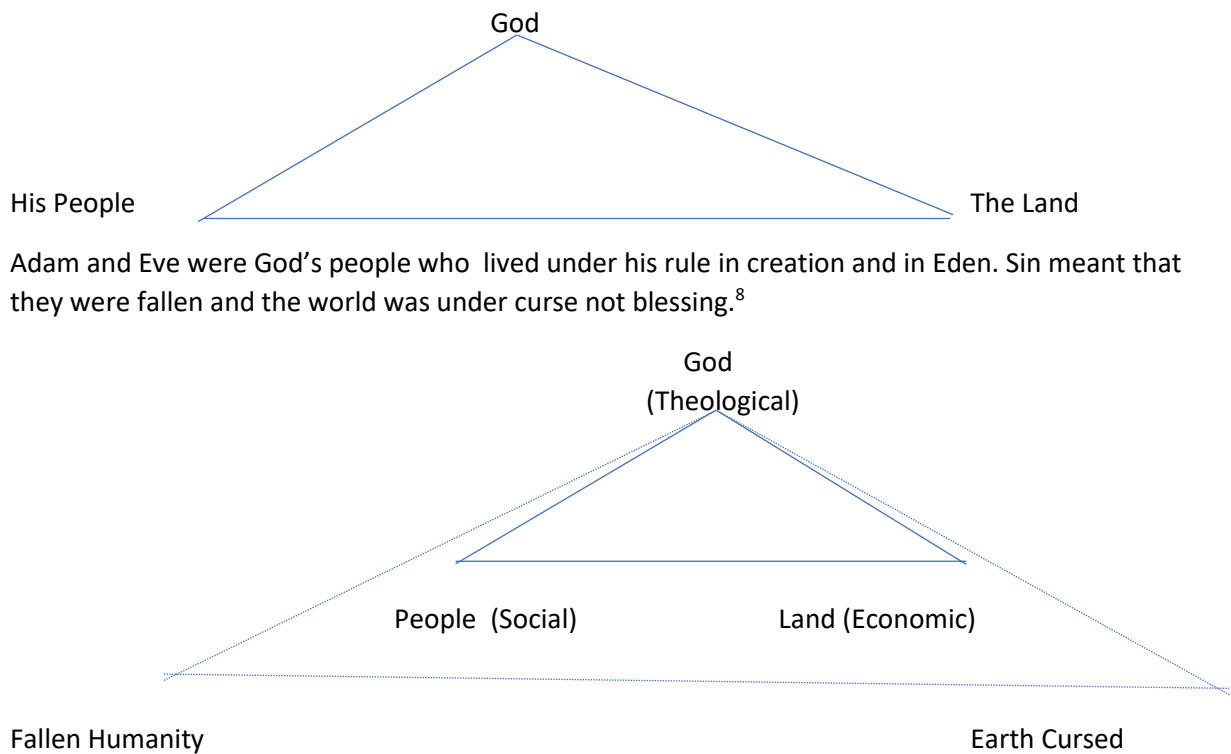 God
His People The Land
Adam and Eve were God’s people who  lived under his rule in creation and in Eden. Sin meant that
they were fallen and the world was under curse not blessing.8
God
(Theological)
People  (Social) Land (Economic)
Fallen Humanity Earth Cursed